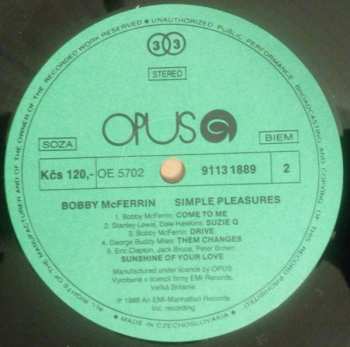 UNAUTHORIZED PUBLIC PERFORMANCE BROADCASTING AND COPYING OF THIS RECORD PROHIBITED
ALL RIGHTS OF THE MANUFACTURER AND OF THE OWNER OF THE RECORDED WORK RESERVED
33
STEREO
SOZA
OPUS
BIEM
Kčs 120,-
OE 5702
9113 1889
2
BOBBY McFERRIN SIMPLE PLEASURES
1. Bobby McFerrin: COME TO ME
2. Stanley Lewis, Dale Hawkins: SUZIE Q
3. Bobby McFerrin: DRIVE
4. George Buddy Miles: THEM CHANGES
5. Eric Clapton, Jack Bruce, Peter Brown:
SUNSHINE OF YOUR LOVE
Manufactured under licence by OPUS
Vyrobené v licencii firmy EMI Records,
Veľká Británie
℗ 1988 An EMI-Manhattan Records
Inc. recording
MADE IN CZECHOSLOVAKIA